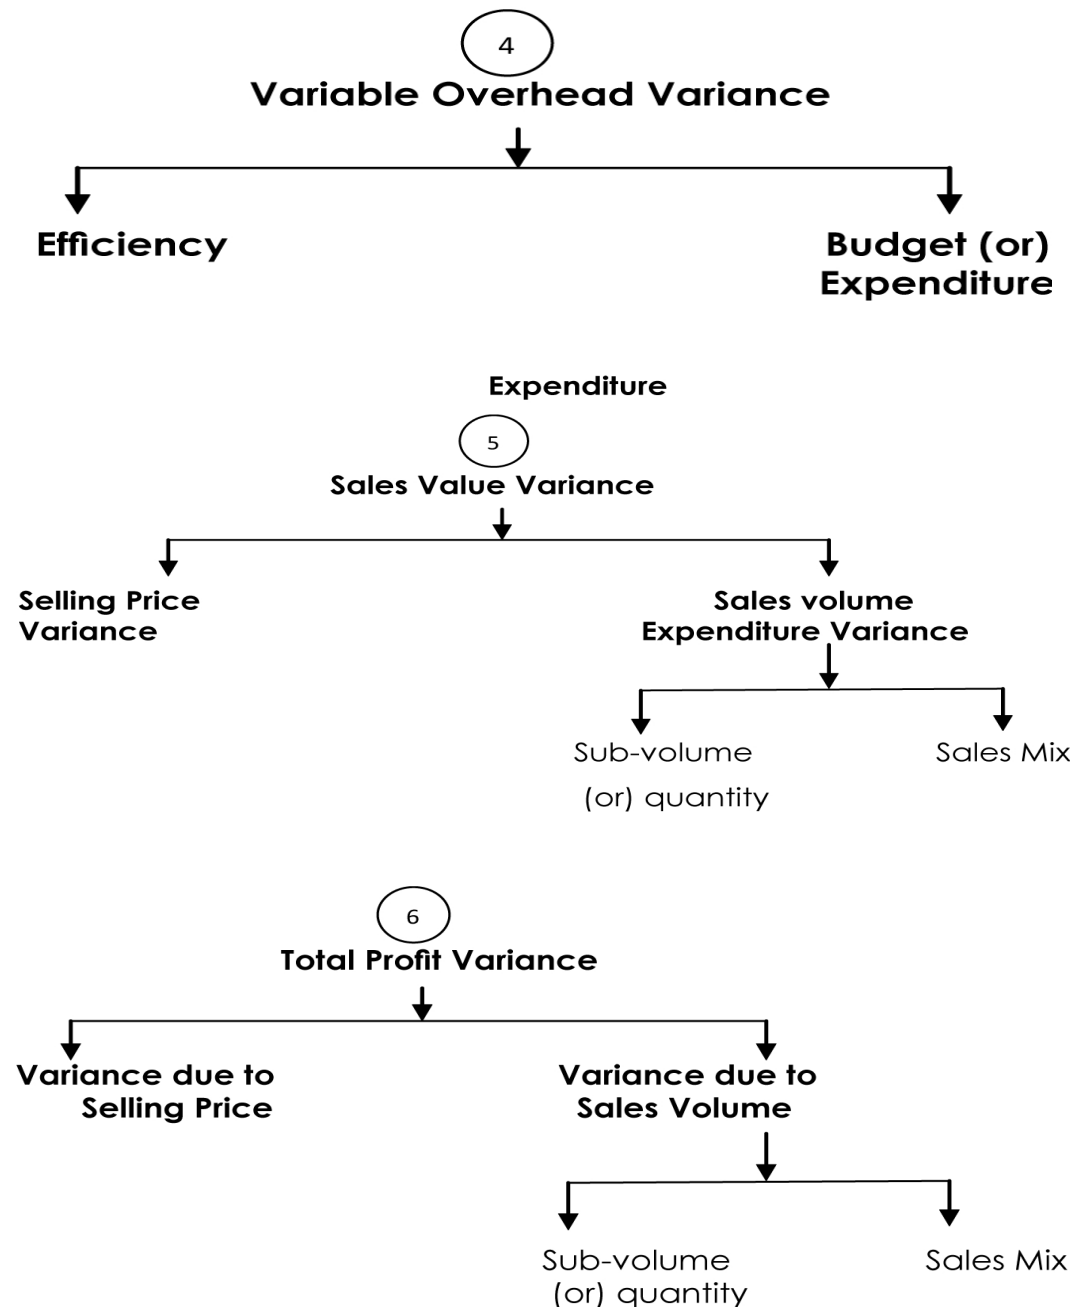 4
Variable Overhead Variance
Efficiency
Budget (or)
Expenditure
Expenditure
5
Sales Value Variance
Selling Price
Variance
Sales volume
Expenditure Variance
Sub-volume
(or) quantity
Sales Mix
6
Total Profit Variance
Variance due to
Selling Price
Variance due to
Sales Volume
Sub-volume
(or) quantity
Sales Mix